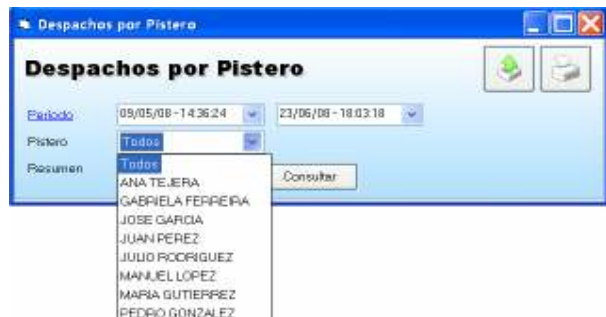 Despachos por Pistero
Despachos por Pistero
Periodo 09/05/08-14:36:24 23/06/08-18:03:18
Pistero Todos
Resumen Todos
ANA TEJERA Consultar
GABRIELA FERREIRA
JOSE GARCIA
JUAN PEREZ
JULIO RODRIGUEZ
MANUEL LOPEZ
MARIA GUTIERREZ
PEDRO GONZALEZ